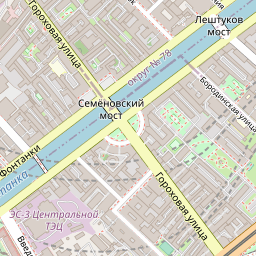 Гороховая улица
Лештуков
мост
округ № 78
Бородинская улица
Семёновский
мост
Фонтанки
Гороховая улица
ЭС-3 Центральной
ТЭЦ